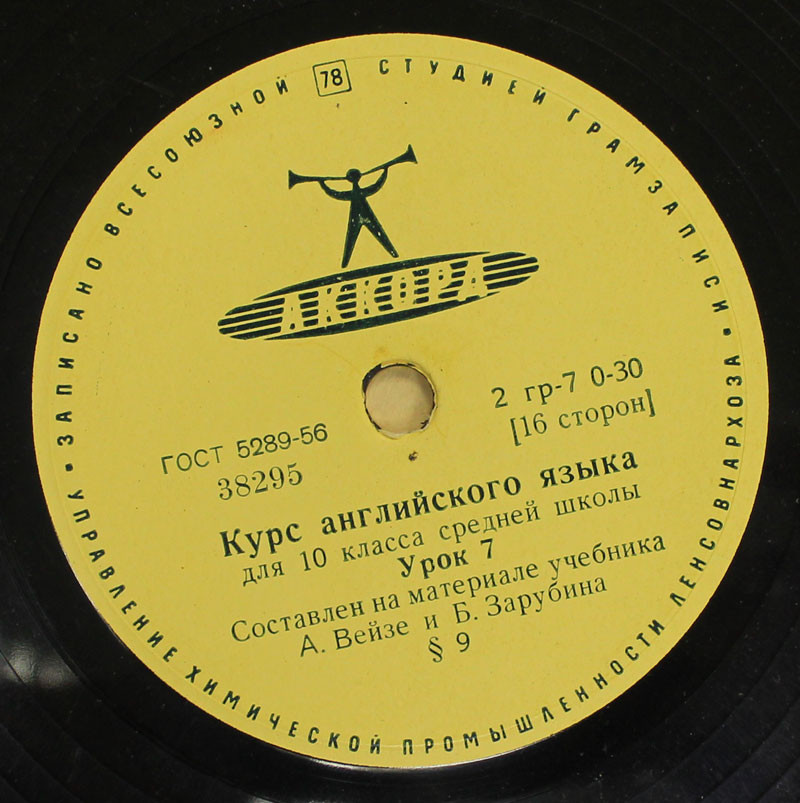 ЗАПИСАНО ВСЕСОЮЗНОЙ 78 СТУДИЕЙ ГРАМЗАПИСИ
АККОРД
ГОСТ 5289-56
38295
2 гр-7 0-30
[16 сторон]
Курс английского языка
для 10 класса средней школы
Урок 7
Составлен на материале учебника
А. Вейзе и Б. Зарубина
§ 9
• УПРАВЛЕНИЕ ХИМИЧЕСКОЙ ПРОМЫШЛЕННОСТИ ЛЕНСОВНАРХОЗА •